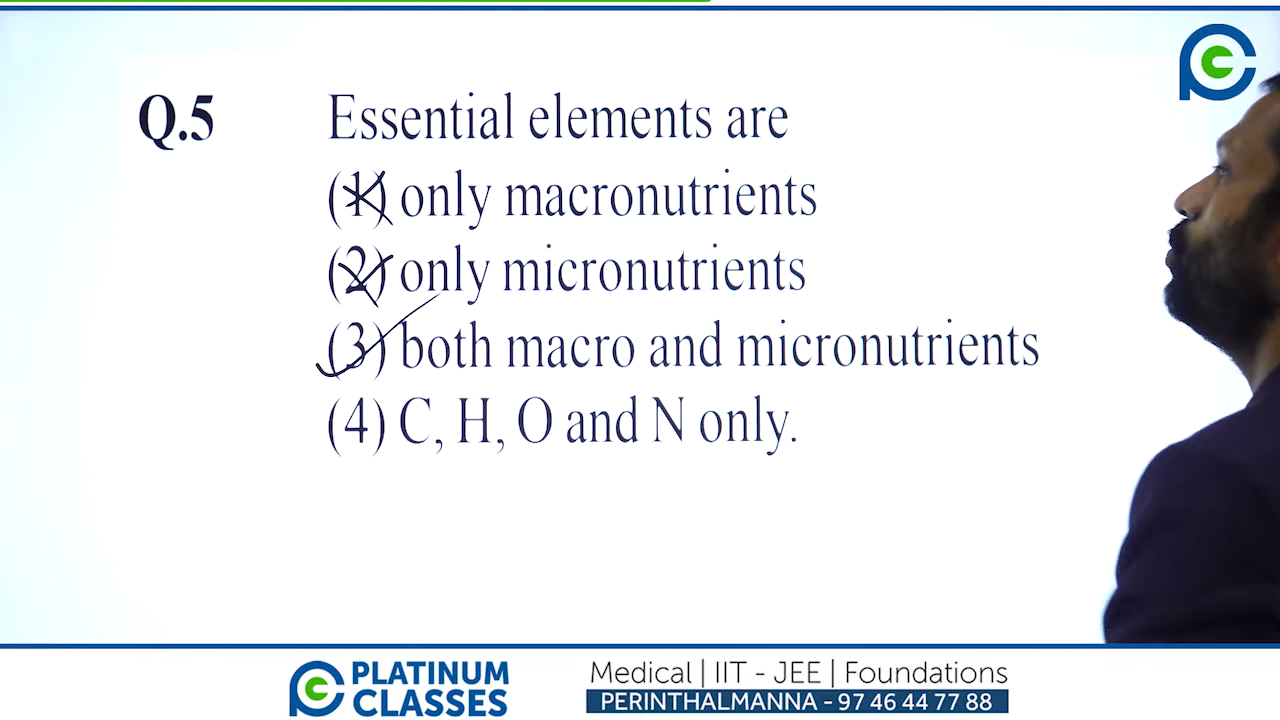 Q.5 Essential elements are
(1) only macronutrients
(2) only micronutrients
(3) both macro and micronutrients
(4) C, H, O and N only.
PLATINUM
CLASSES
Medical | IIT - JEE | Foundations
PERINTHALMANNA - 97 46 44 77 88